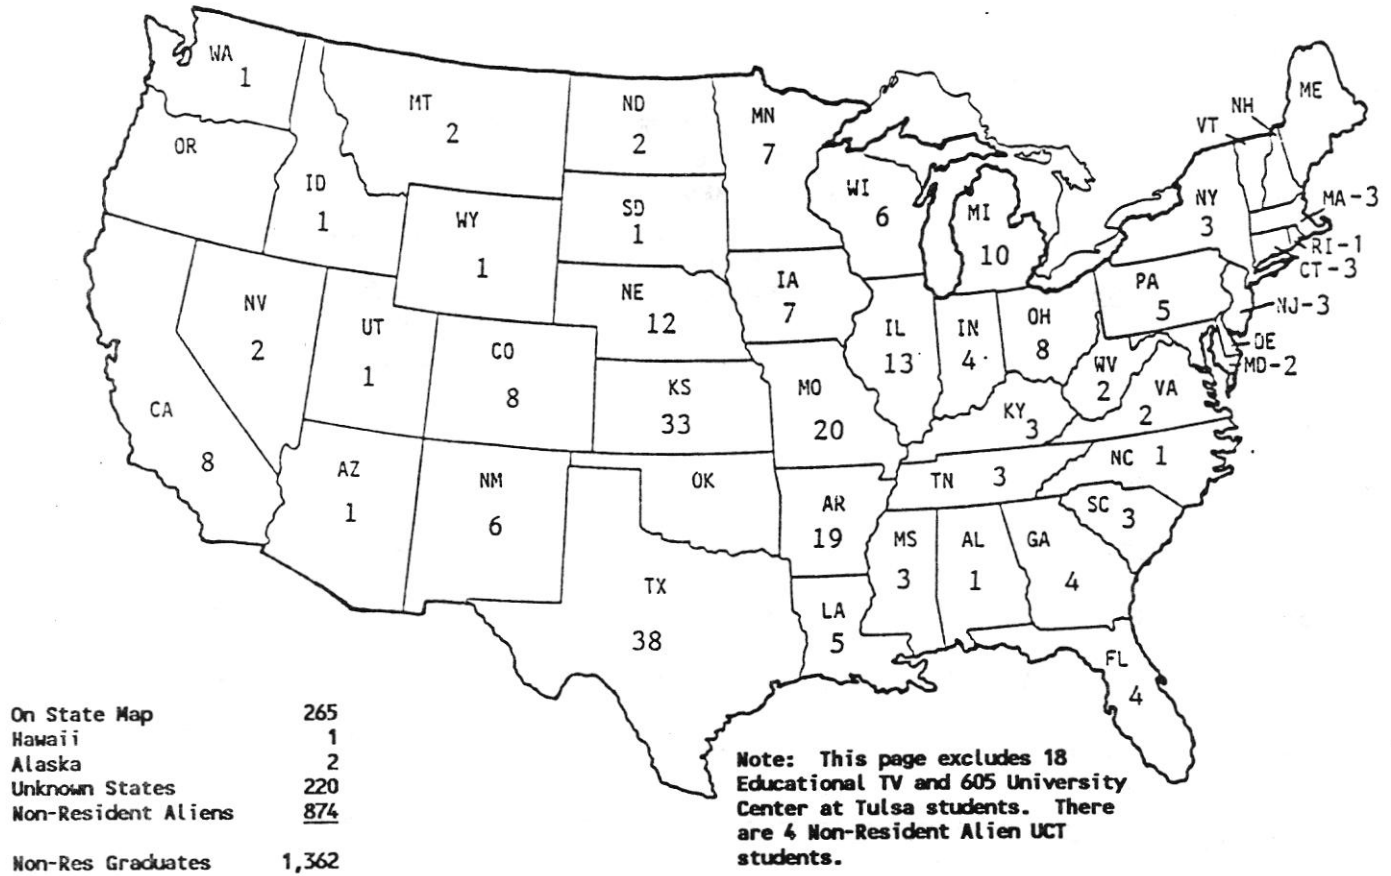 WA
1
OR
ID
1
MT
2
ND
2
MN
7
WI
6
MI
10
VT
NH
ME
NY
3
MA-3
RI-1
CT-3
NJ-3
DE
MD-2
PA
5
SD
1
WY
1
NE
12
IA
7
IL
13
IN
4
OH
8
WV
2
VA
2
KY
3
NV
2
UT
1
CO
8
KS
33
MO
20
CA
8
AZ
1
NM
6
OK
AR
19
TN 3
NC 1
SC
3
MS
3
AL
1
GA
4
TX
38
LA
5
FL
4
On State Map 265
Hawaii 1
Alaska 2
Unknown States 220
Non-Resident Aliens 874
Non-Res Graduates 1,362
Note: This page excludes 18
Educational TV and 605 University
Center at Tulsa students. There
are 4 Non-Resident Alien UCT
students.